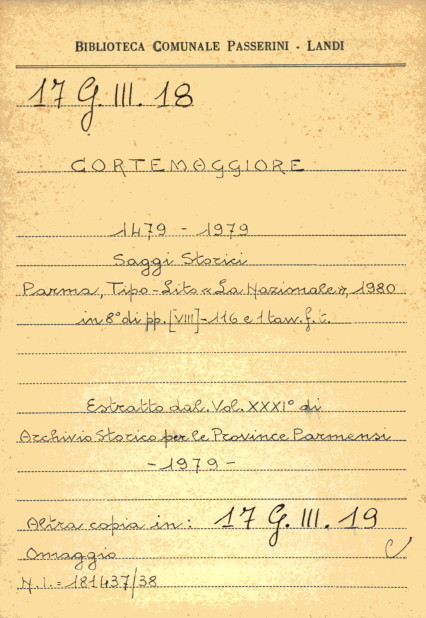 BIBLIOTECA COMUNALE PASSERINI - LANDI
17 G. III. 18
CORTEMAGGIORE
1479 - 1979
Saggi Storici
Parma, Tipo-Lito «La Nazionale», 1980
in 8° di pp. [VIII]-116 e 1 tav. f. t.
Estratto dal. Vol. XXXI° di
Archivio Storico per le Province Parmensi
-1979-
Altra copia in: 17 G. III. 19
Omaggio
N. I. = 181437/38